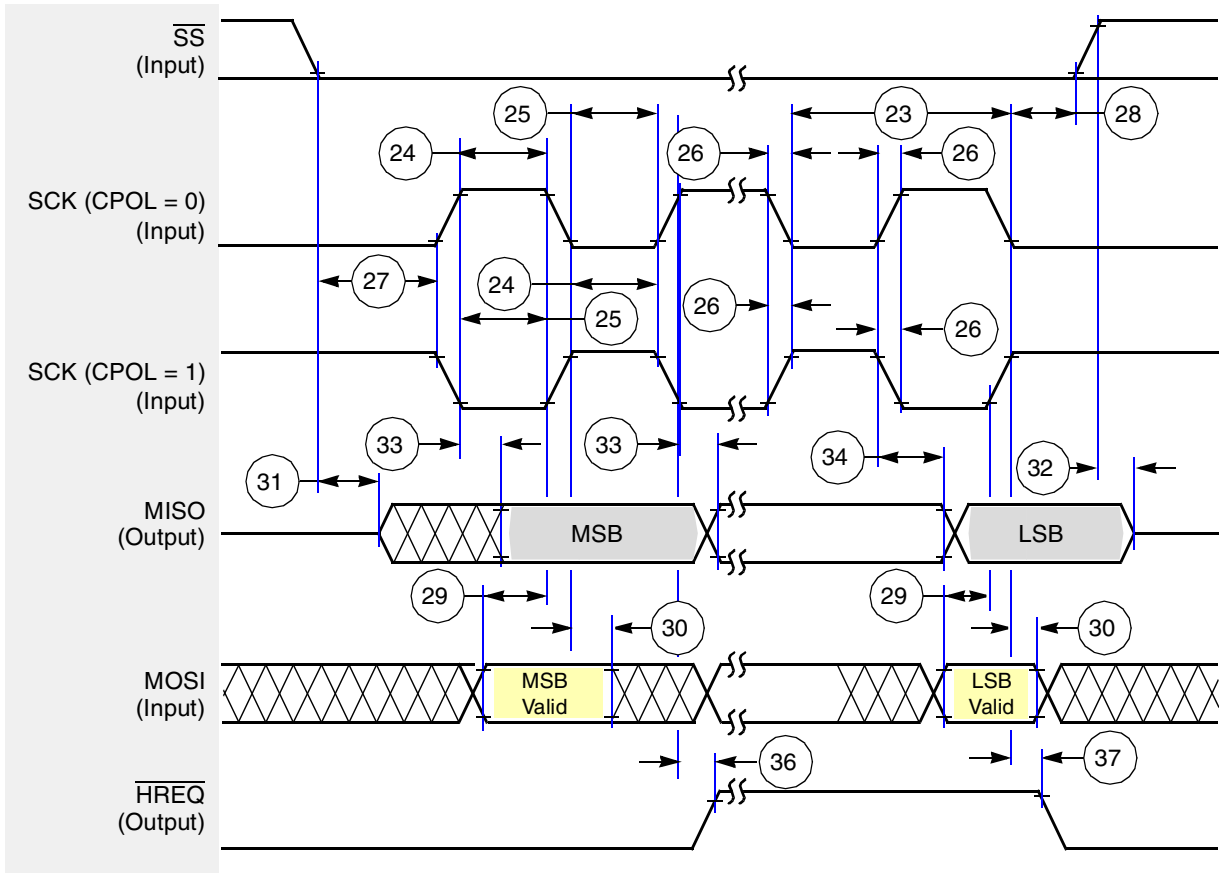 SS
(Input)
25
23
28
24
26
26
SCK (CPOL = 0)
(Input)
27
24
26
25
26
SCK (CPOL = 1)
(Input)
33
33
34
31
32
MISO
(Output)
MSB
LSB
29
29
30
30
MOSI
(Input)
MSB
Valid
LSB
Valid
36
37
HREQ
(Output)